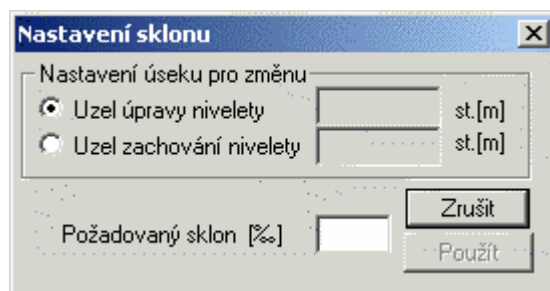 Nastavení sklonu
Nastavení úseku pro změnu
Uzel úpravy nivelety st.[m]
Uzel zachování nivelety st.[m]
Zrušit
Požadovaný sklon [‰]
Použít